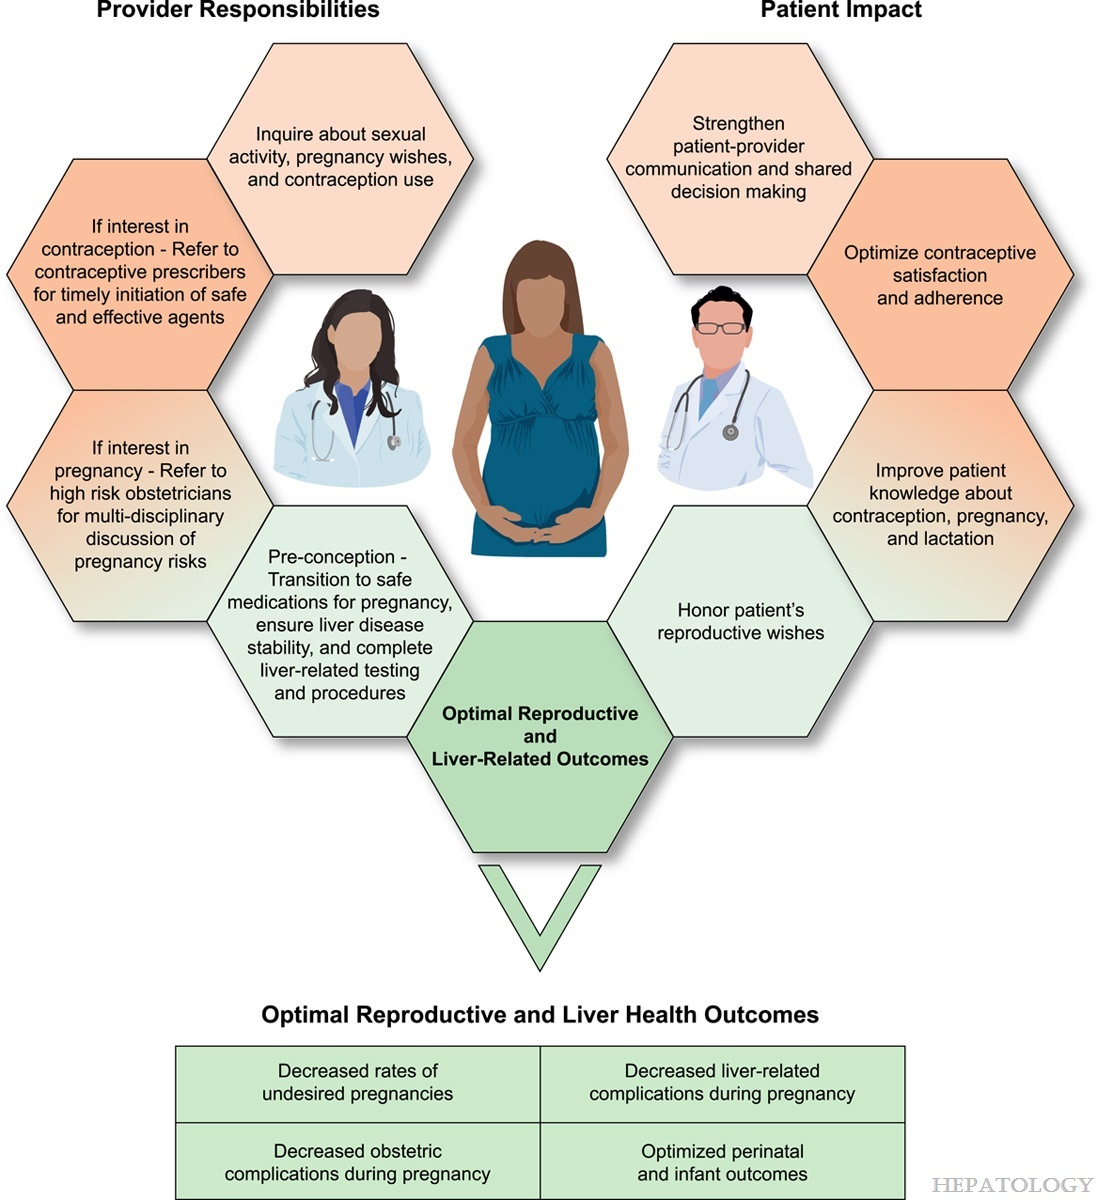 Provider Responsibilities
Patient Impact
Inquire about sexual
activity, pregnancy wishes,
and contraception use
If interest in
contraception - Refer to
contraceptive prescribers
for timely initiation of safe
and effective agents
If interest in
pregnancy - Refer to
high risk obstetricians
for multi-disciplinary
discussion of
pregnancy risks
Pre-conception -
Transition to safe
medications for pregnancy,
ensure liver disease
stability, and complete
liver-related testing
and procedures
Strengthen
patient-provider
communication and shared
decision making
Optimize contraceptive
satisfaction
and adherence
Improve patient
knowledge about
contraception, pregnancy,
and lactation
Honor patient's
reproductive wishes
Optimal Reproductive
and
Liver-Related Outcomes
Optimal Reproductive and Liver Health Outcomes
Decreased rates of
undesired pregnancies
Decreased liver-related
complications during pregnancy
Decreased obstetric
complications during pregnancy
Optimized perinatal
and infant outcomes
HEPATOLOGY